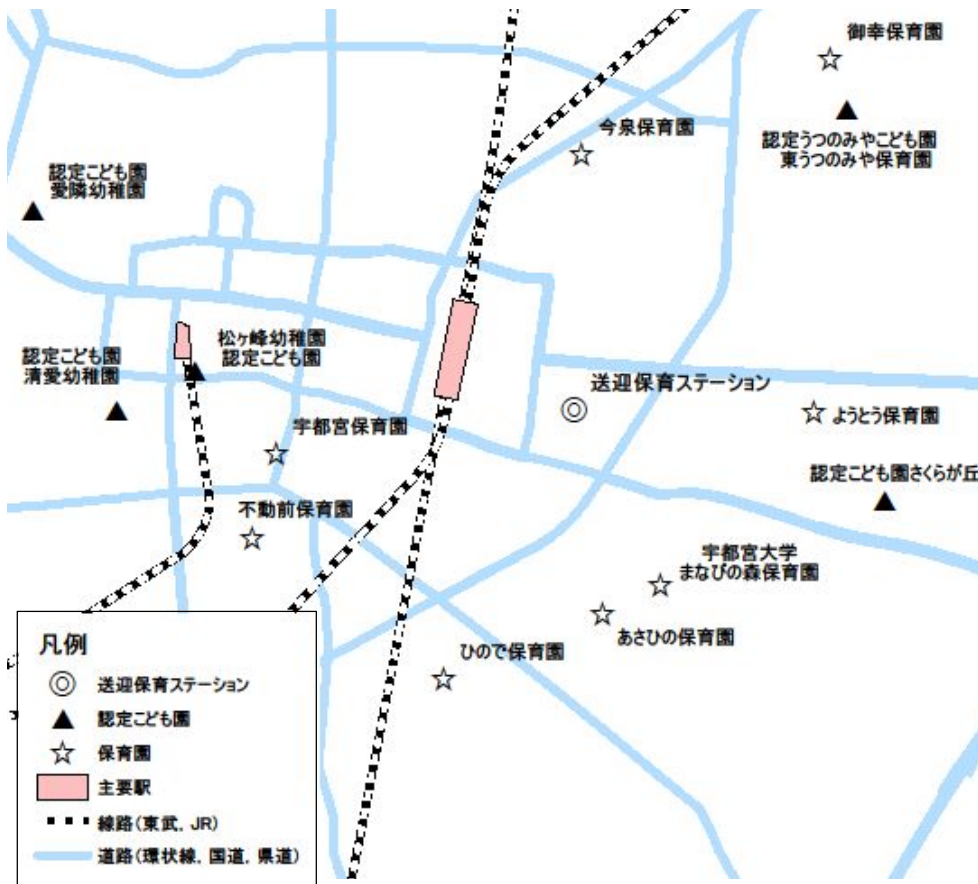 御幸保育園
今泉保育園
認定うつのみやこども園
東うつのみや保育園
認定こども園
愛隣幼稚園
松ヶ峰幼稚園
認定こども園
認定こども園
清愛幼稚園
送迎保育ステーション
ようとう保育園
宇都宮保育園
認定こども園さくらが丘
不動前保育園
宇都宮大学
まなびの森保育園
あさひの保育園
ひので保育園
凡例
送迎保育ステーション
認定こども園
保育園
主要駅
線路(東武, JR)
道路(環状線, 国道, 県道)